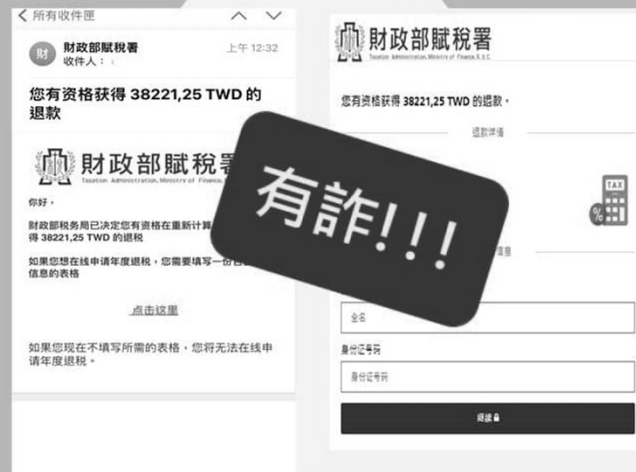 所有收件匣
財
財政部賦稅署
上午 12:32
收件人：
您有资格获得 38221,25 TWD 的
退款
財政部賦稅署
Taxation Administration, Ministry of Finance,
你好，
財政部税务局已决定您有资格在重新计算
得 38221,25 TWD 的退税
如果您想在线申请年度退税，您需要填写一份
信息的表格
点击这里
如果您现在不填写所需的表格，您将无法在线申
请年度退税。
有詐!!!
財政部賦稅署
Taxation Administration, Ministry of Finance, R.O.C
您有资格获得 38221,25 TWD 的退款，
退款详情
TAX
%
信息
全名
身份证号码
身份证号码
继续